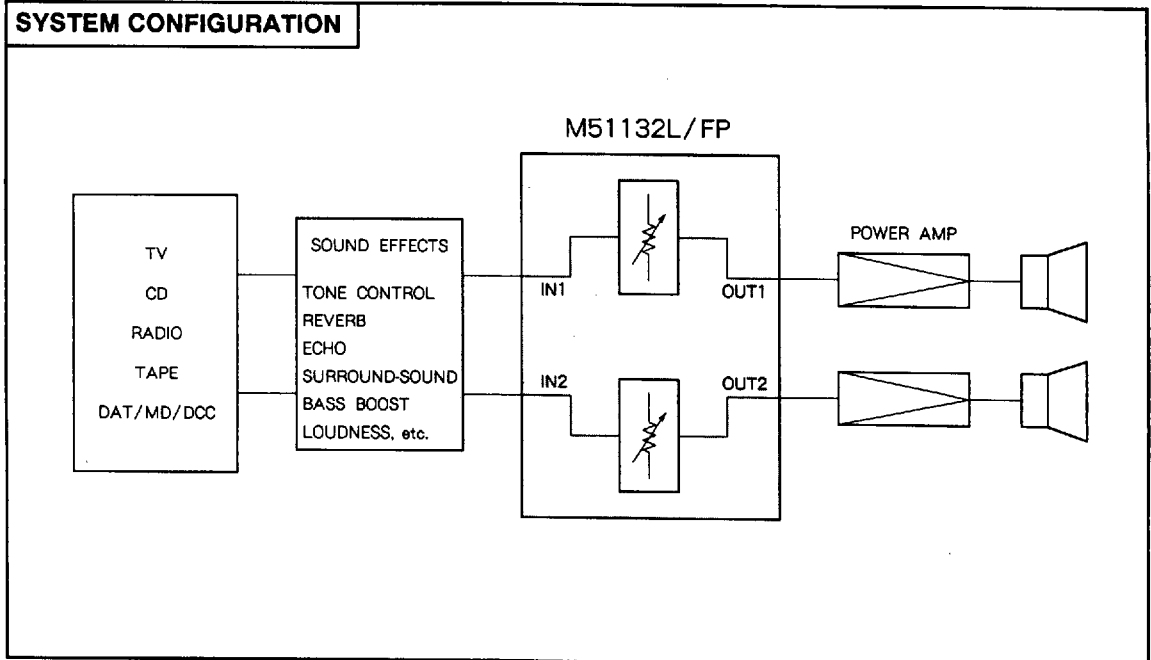 SYSTEM CONFIGURATION
M51132L/FP
TV
CD
RADIO
TAPE
DAT/MD/DCC
SOUND EFFECTS
TONE CONTROL
REVERB
ECHO
SURROUND-SOUND
BASS BOOST
LOUDNESS, etc.
IN1
OUT1
IN2
OUT2
POWER AMP